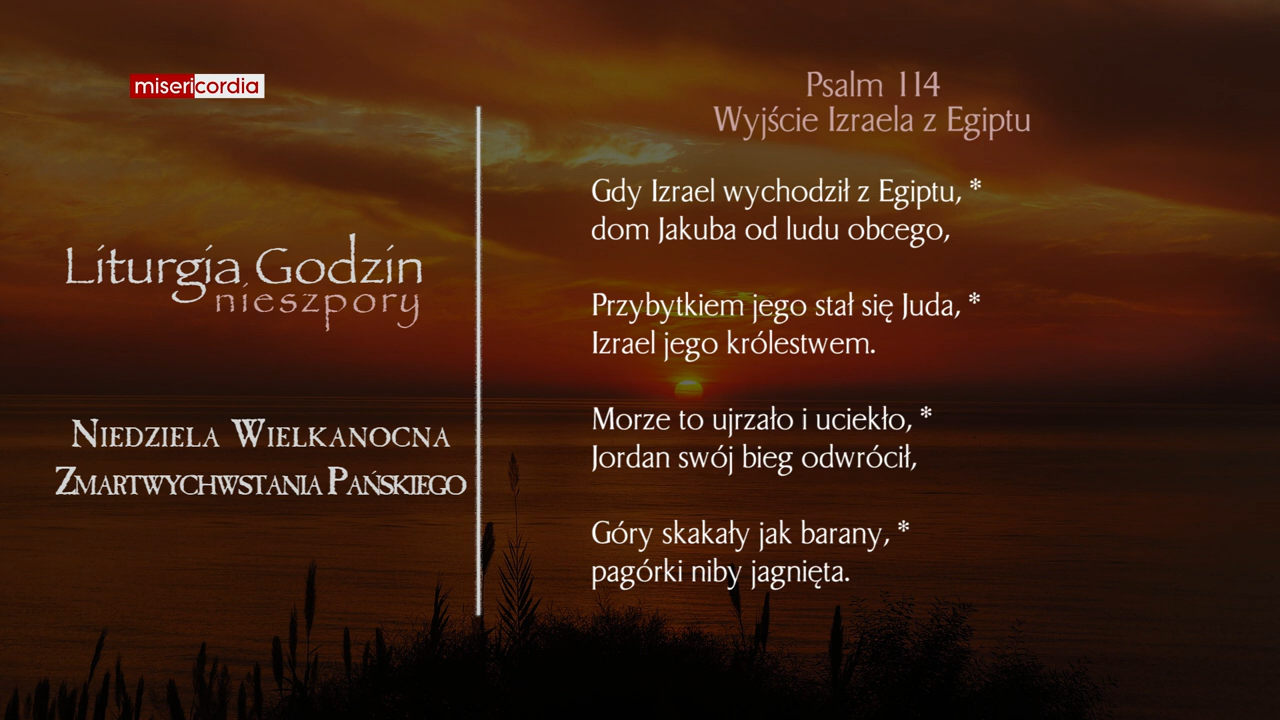 misericordia
Liturgia Godzin
nieszpory
Niedziela Wielkanocna
Zmartwychwstania Pańskiego
Psalm 114
Wyjście Izraela z Egiptu
Gdy Izrael wychodził z Egiptu, *
dom Jakuba od ludu obcego,
Przybytkiem jego stał się Juda, *
Izrael jego królestwem.
Morze to ujrzało i uciekło, *
Jordan swój bieg odwrócił,
Góry skakały jak barany, *
pagórki niby jagnięta.